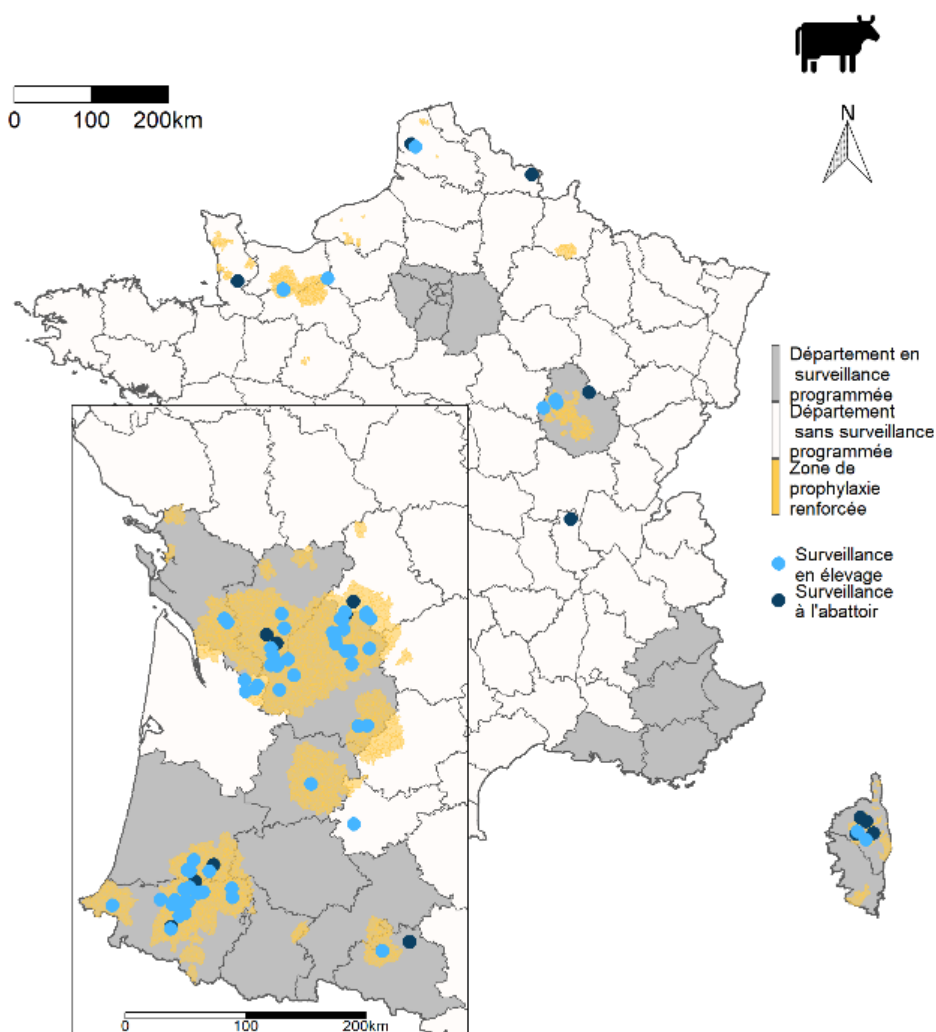 0 100 200km
N
Département en
surveillance
programmée
Département
sans surveillance
programmée
Zone de
prophylaxie
renforcée
Surveillance
en élevage
Surveillance
à l'abattoir
0 100 200km